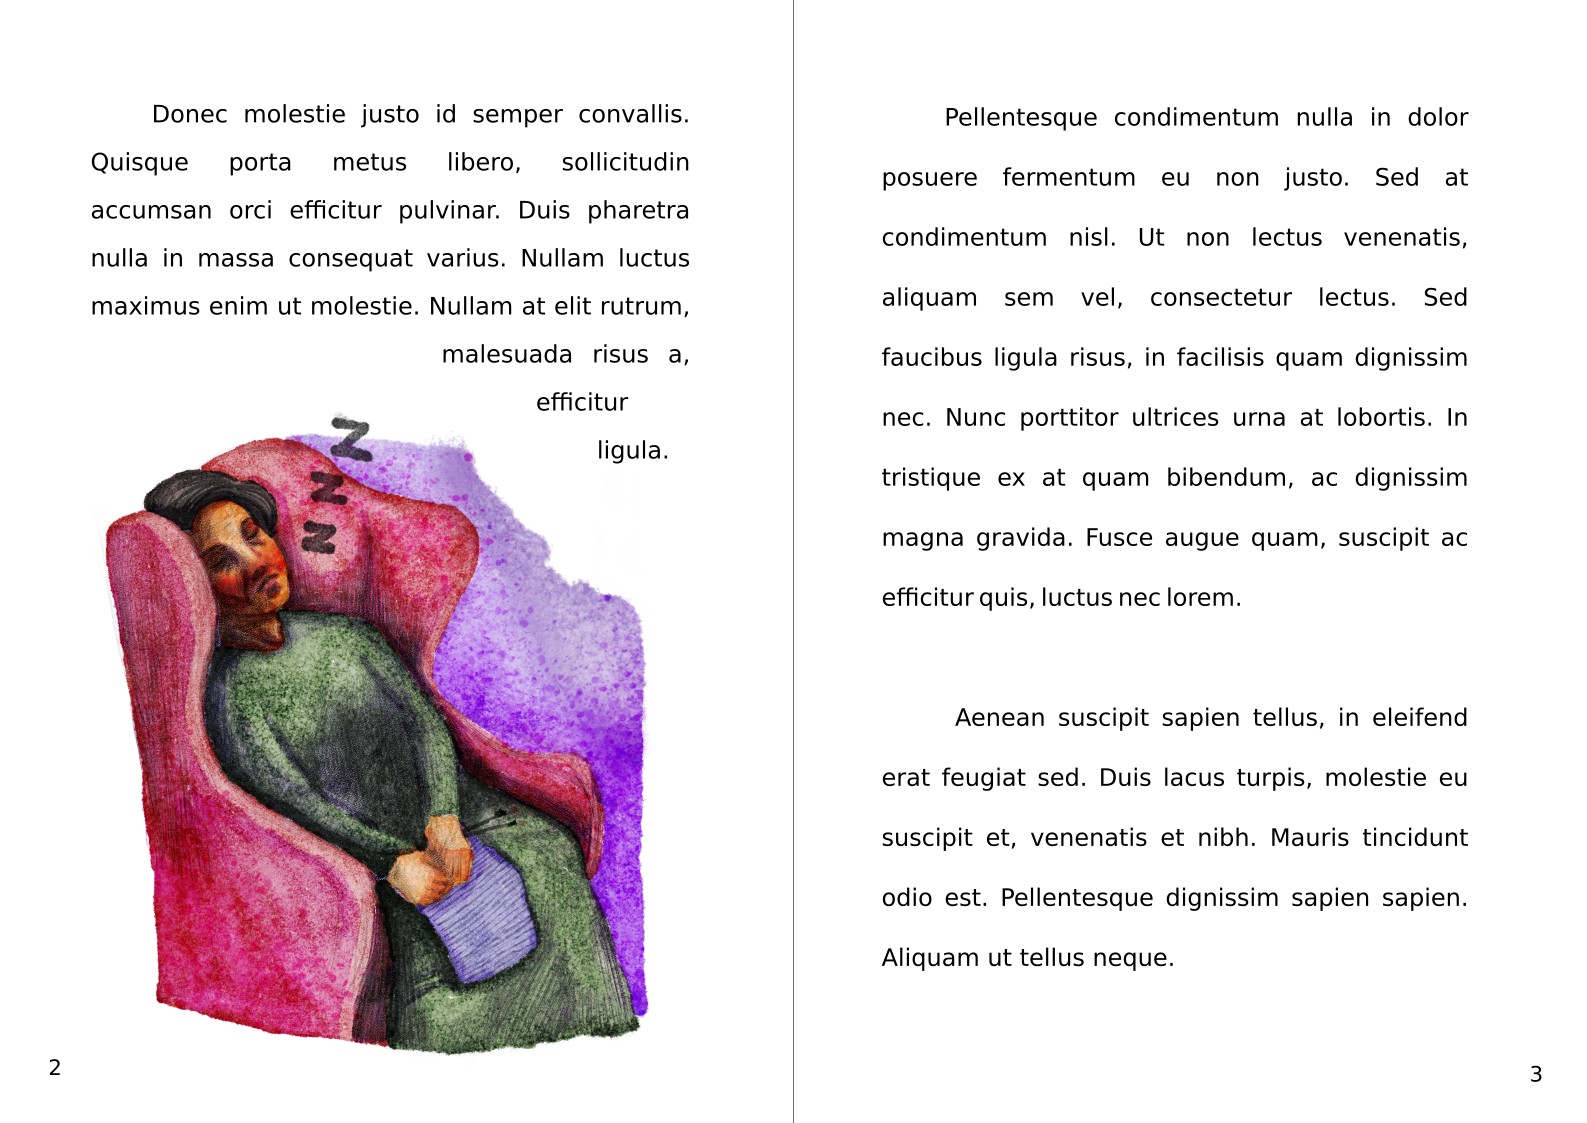 Donec molestie justo id semper convallis.
Quisque porta metus libero, sollicitudin
accumsan orci efficitur pulvinar. Duis pharetra
nulla in massa consequat varius. Nullam luctus
maximus enim ut molestie. Nullam at elit rutrum,
malesuada risus a,
efficitur
ligula.
Z
Z
Z
2
Pellentesque condimentum nulla in dolor
posuere fermentum eu non justo. Sed at
condimentum nisl. Ut non lectus venenatis,
aliquam sem vel, consectetur lectus. Sed
faucibus ligula risus, in facilisis quam dignissim
nec. Nunc porttitor ultrices urna at lobortis. In
tristique ex at quam bibendum, ac dignissim
magna gravida. Fusce augue quam, suscipit ac
efficitur quis, luctus nec lorem.
Aenean suscipit sapien tellus, in eleifend
erat feugiat sed. Duis lacus turpis, molestie eu
suscipit et, venenatis et nibh. Mauris tincidunt
odio est. Pellentesque dignissim sapien sapien.
Aliquam ut tellus neque.
3